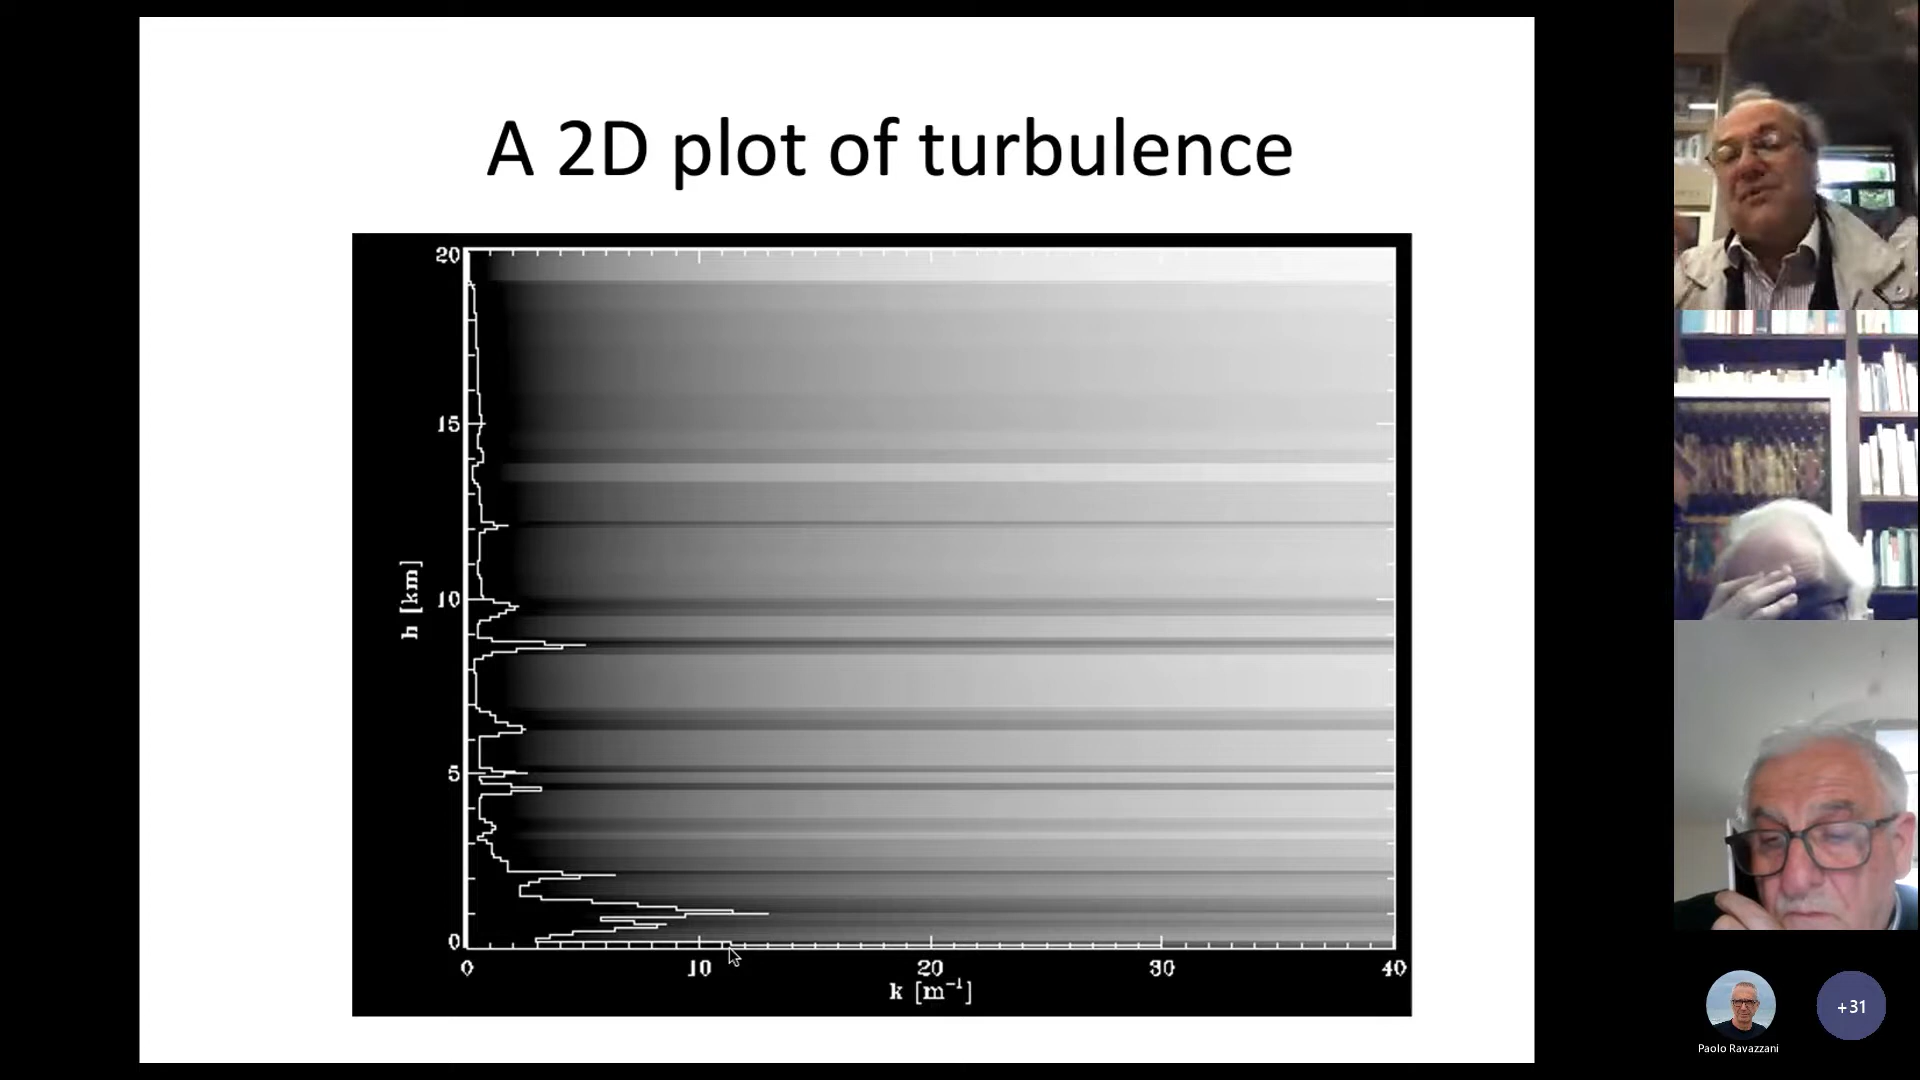 A 2D plot of turbulence
20
15
10
5
0
h [km]
0 10 20 30 40
k [m⁻¹]
+31
Paolo Ravazzani